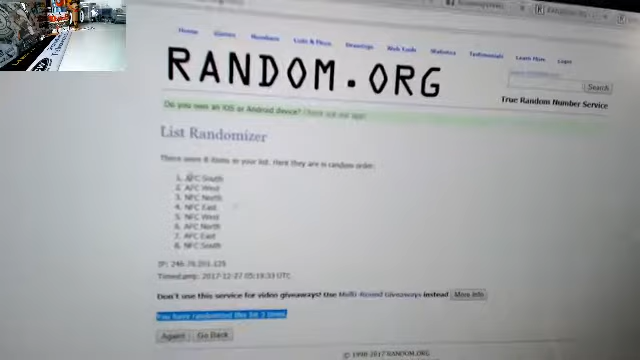 Home Games Numbers Lists & More Drawings Web Tools Statistics Testimonials Learn More Login
RANDOM.ORG
Search
True Random Number Service
Do you own an iOS or Android device? Check out our app!
List Randomizer
There were 8 items in your list. Here they are in random order:
1. AFC South
2. AFC West
3. NFC North
4. NFC East
5. NFC West
6. AFC North
7. AFC East
8. NFC South
Timestamp: 2017-12-27 05:19:33 UTC
Don't use this service for video giveaways! Use Multi-Round Giveaways instead More Info
You have randomized this list 3 times.
Again! Go Back
© 1998-2017 RANDOM.ORG